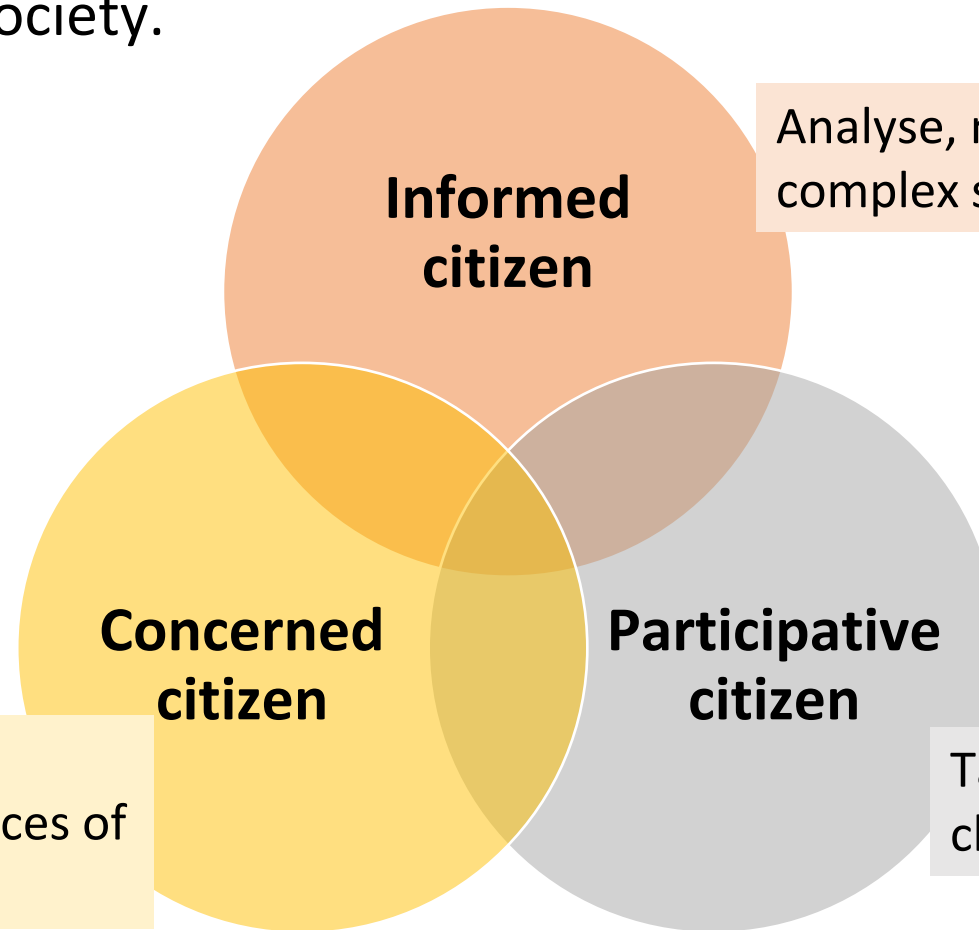 ociety.
Analyse,
complex
Informed
citizen
Concerned
citizen
Participative
citizen
ces of